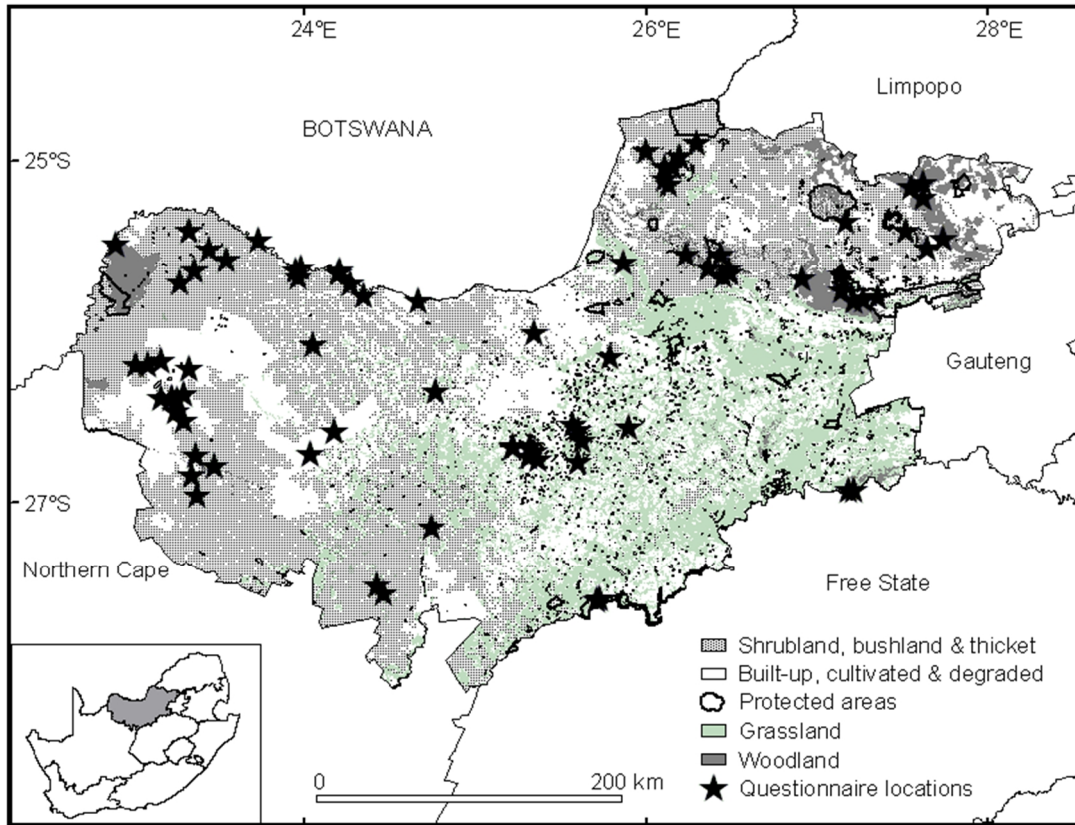 24°E 26°E 28°E
Limpopo
BOTSWANA
25°S
Gauteng
27°S
Northern Cape
Free State
Shrubland, bushland & thicket
Built-up, cultivated & degraded
Protected areas
Grassland
Woodland
Questionnaire locations
0 200 km